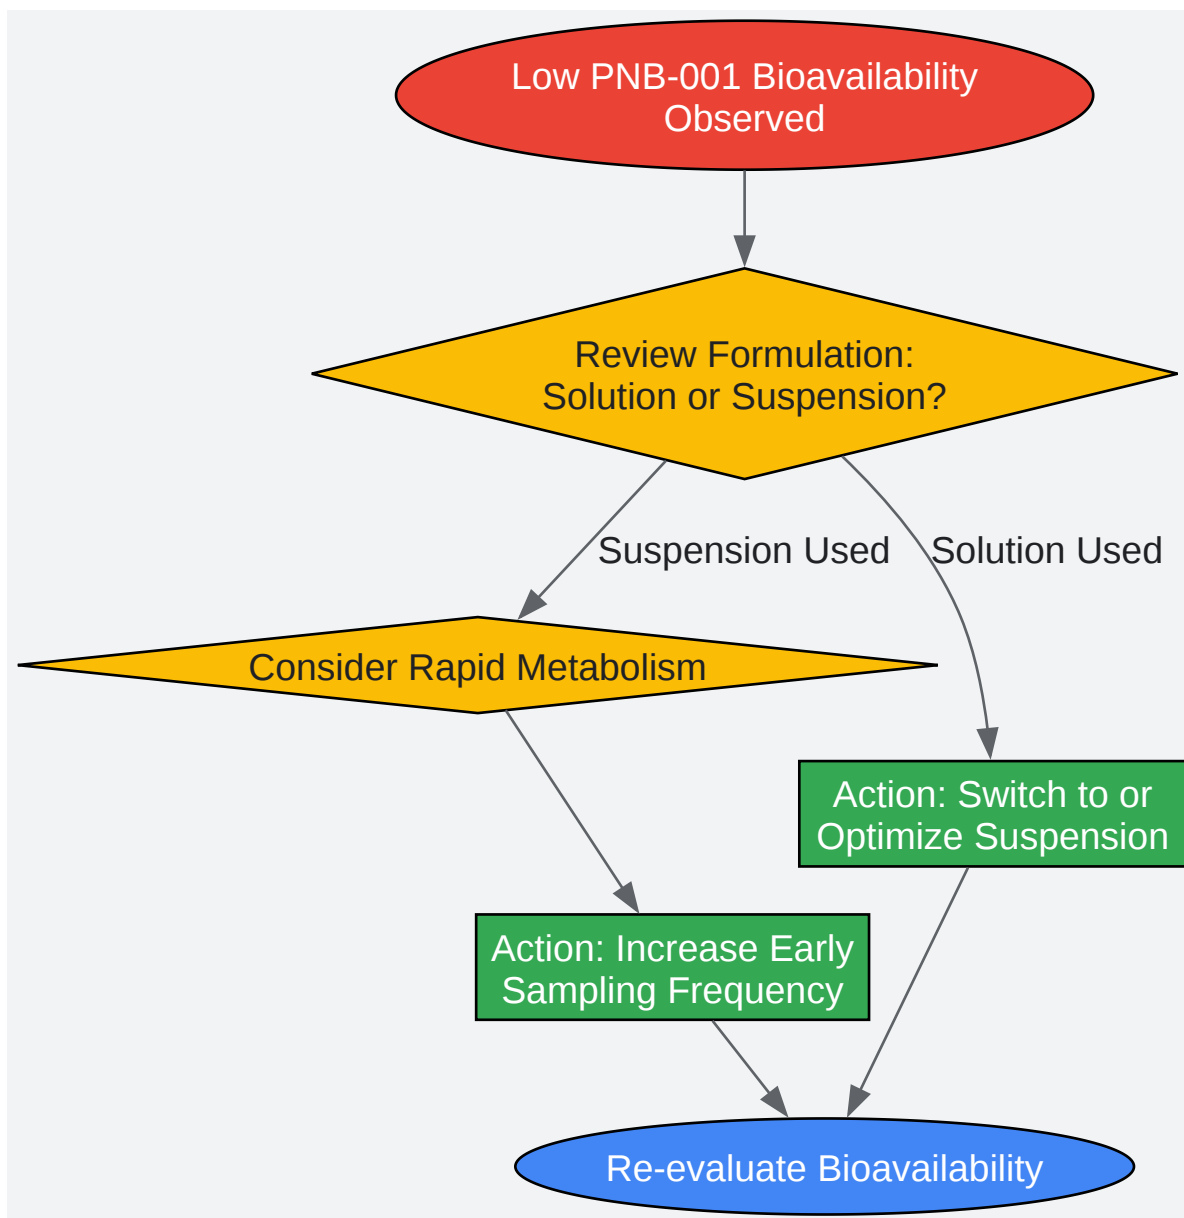 Low PNB-001 Bioavailability
Observed
Review Formulation:
Solution or Suspension?
Suspension Used
Solution Used
Consider Rapid Metabolism
Action: Switch to or
Optimize Suspension
Action: Increase Early
Sampling Frequency
Re-evaluate Bioavailability